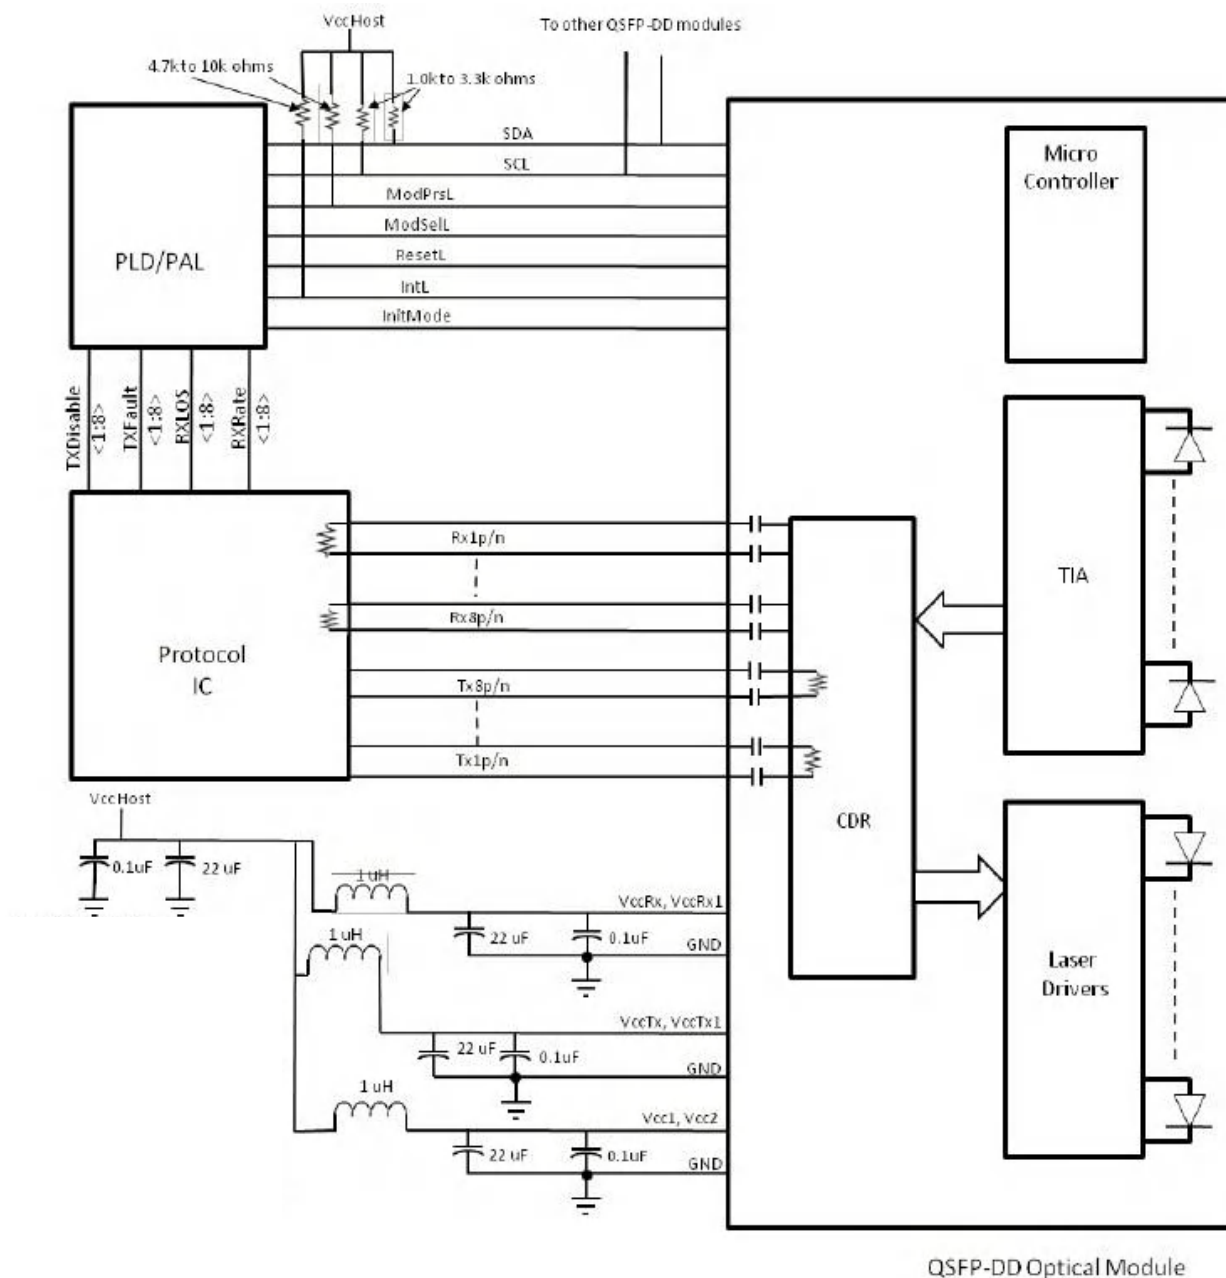 VccHost
To other QSFP-DD modules
4.7k to 10k ohms
1.0k to 3.3k ohms
SDA
SCL
ModPrsL
ModSelL
ResetL
IntL
InitMode
PLD/PAL
Micro
Controller
TXDisable
<1:8>
TXFault
<1:8>
RXLOS
<1:8>
RXRate
<1:8>
Rx1p/n
Rx8p/n
Tx8p/n
Tx1p/n
Protocol
IC
TIA
CDR
Laser
Drivers
VccHost
0.1uF
22 uF
1 uH
VccRx, VccRx1
22 uF
0.1uF
GND
1 uH
VccTx, VccTx1
22 uF
0.1uF
GND
1 uH
Vcc1, Vcc2
22 uF
0.1uF
GND
QSFP-DD Optical Module